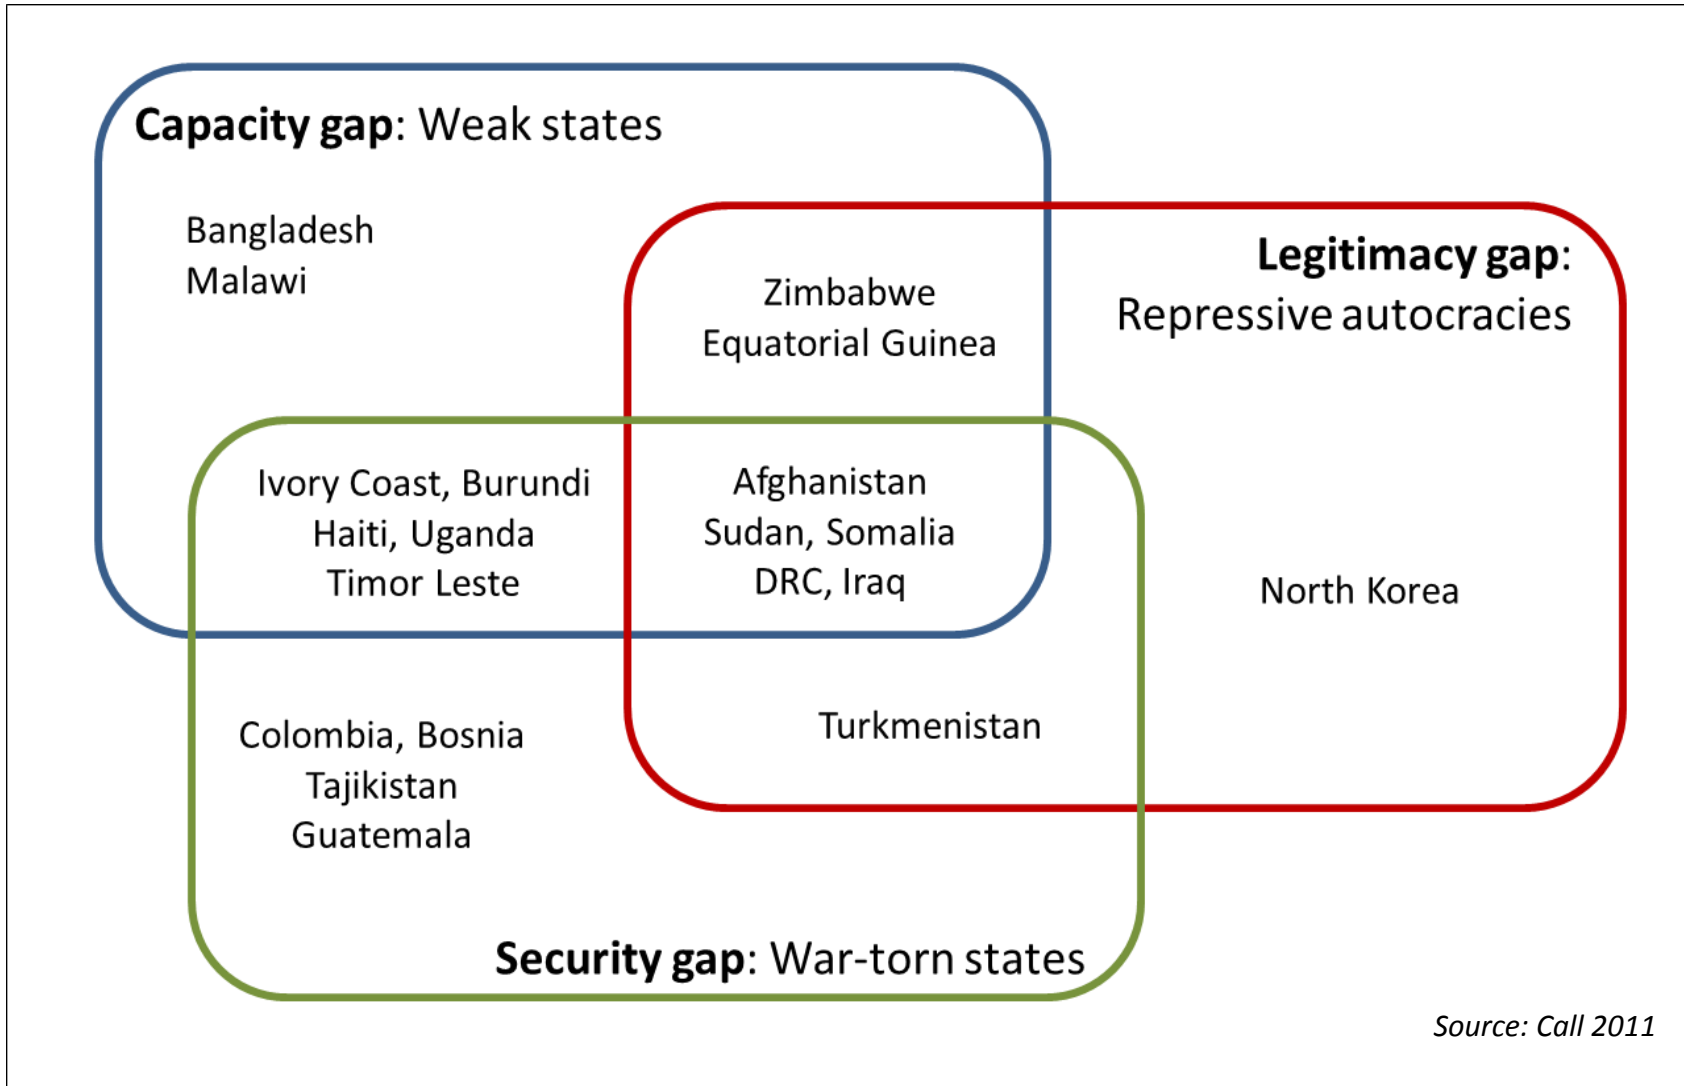 Capacity gap: Weak states
Bangladesh
Malawi
Legitimacy gap:
Repressive autocracies
Zimbabwe
Equatorial Guinea
Ivory Coast, Burundi
Haiti, Uganda
Timor Leste
Afghanistan
Sudan, Somalia
DRC, Iraq
North Korea
Colombia, Bosnia
Tajikistan
Guatemala
Turkmenistan
Security gap: War-torn states
Source: Call 2011